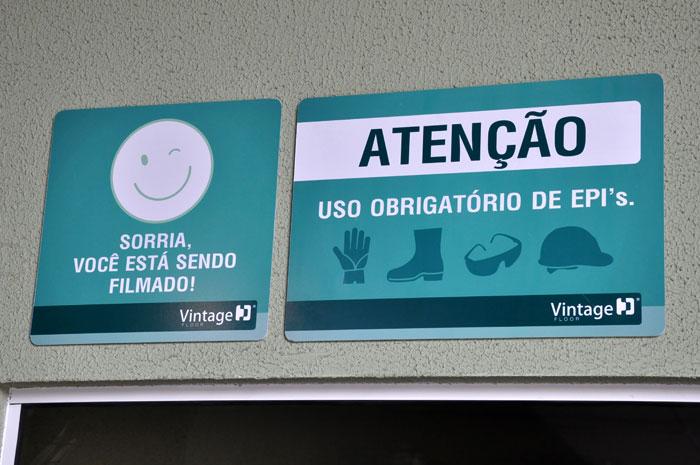 SORRIA,
VOCÊ ESTÁ SENDO
FILMADO!
Vintage
FLOOR
ATENÇÃO
USO OBRIGATÓRIO DE EPI's.
Vintage
FLOOR